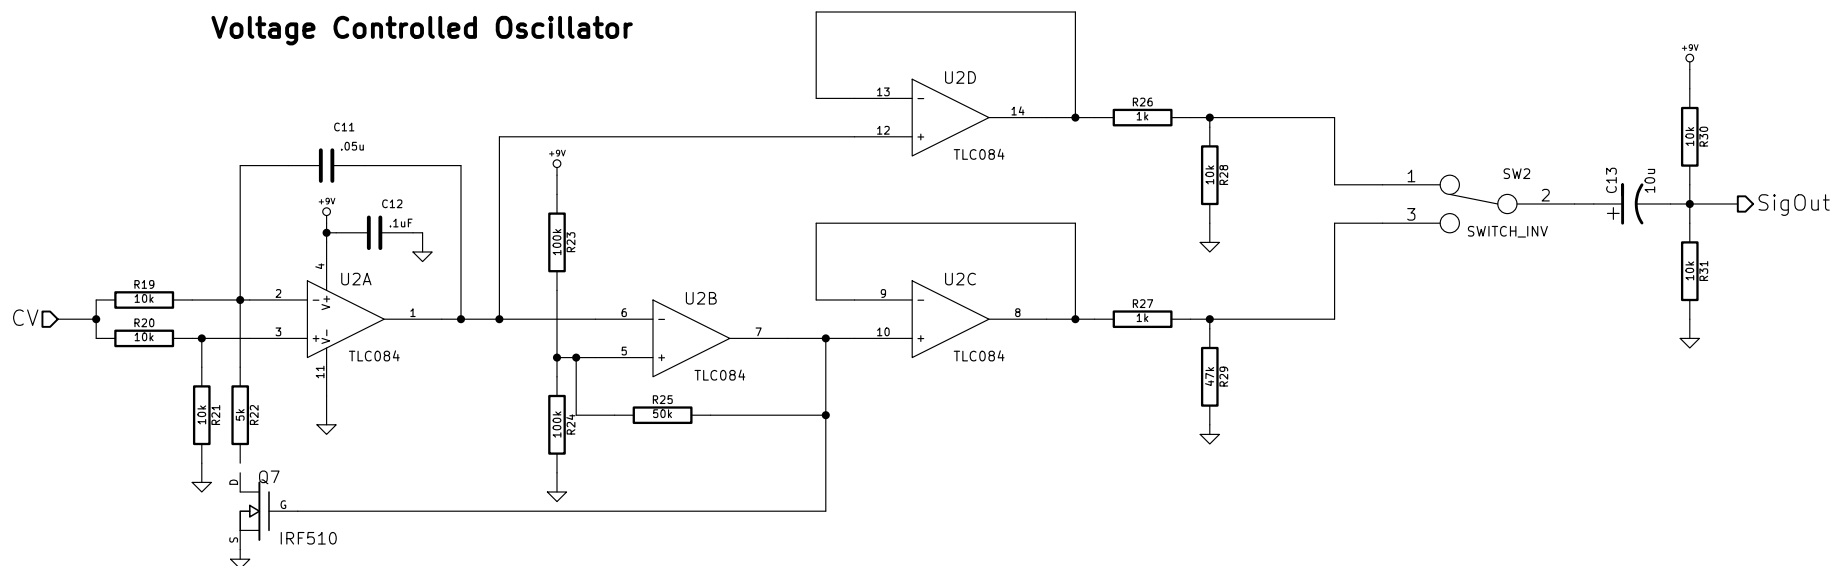 Voltage Controlled Oscillator
U2D
13
-
14
12
+
TLC084
R26
1k
10k
R28
+9V
10k
R30
C11
.05u
+9V
C12
.1uF
+9V
100k
R23
1
SW2
2
3
SWITCH_INV
C13
10u
+
SigOut
10k
R31
4
U2A
R19
10k
2
-
V+
CV
1
R20
10k
3
+
V-
TLC084
11
U2B
6
-
7
5
+
TLC084
U2C
9
-
8
10
+
TLC084
R27
1k
47k
R29
10k
R21
5k
R22
100k
R24
R25
50k
Q7
D
G
S
IRF510